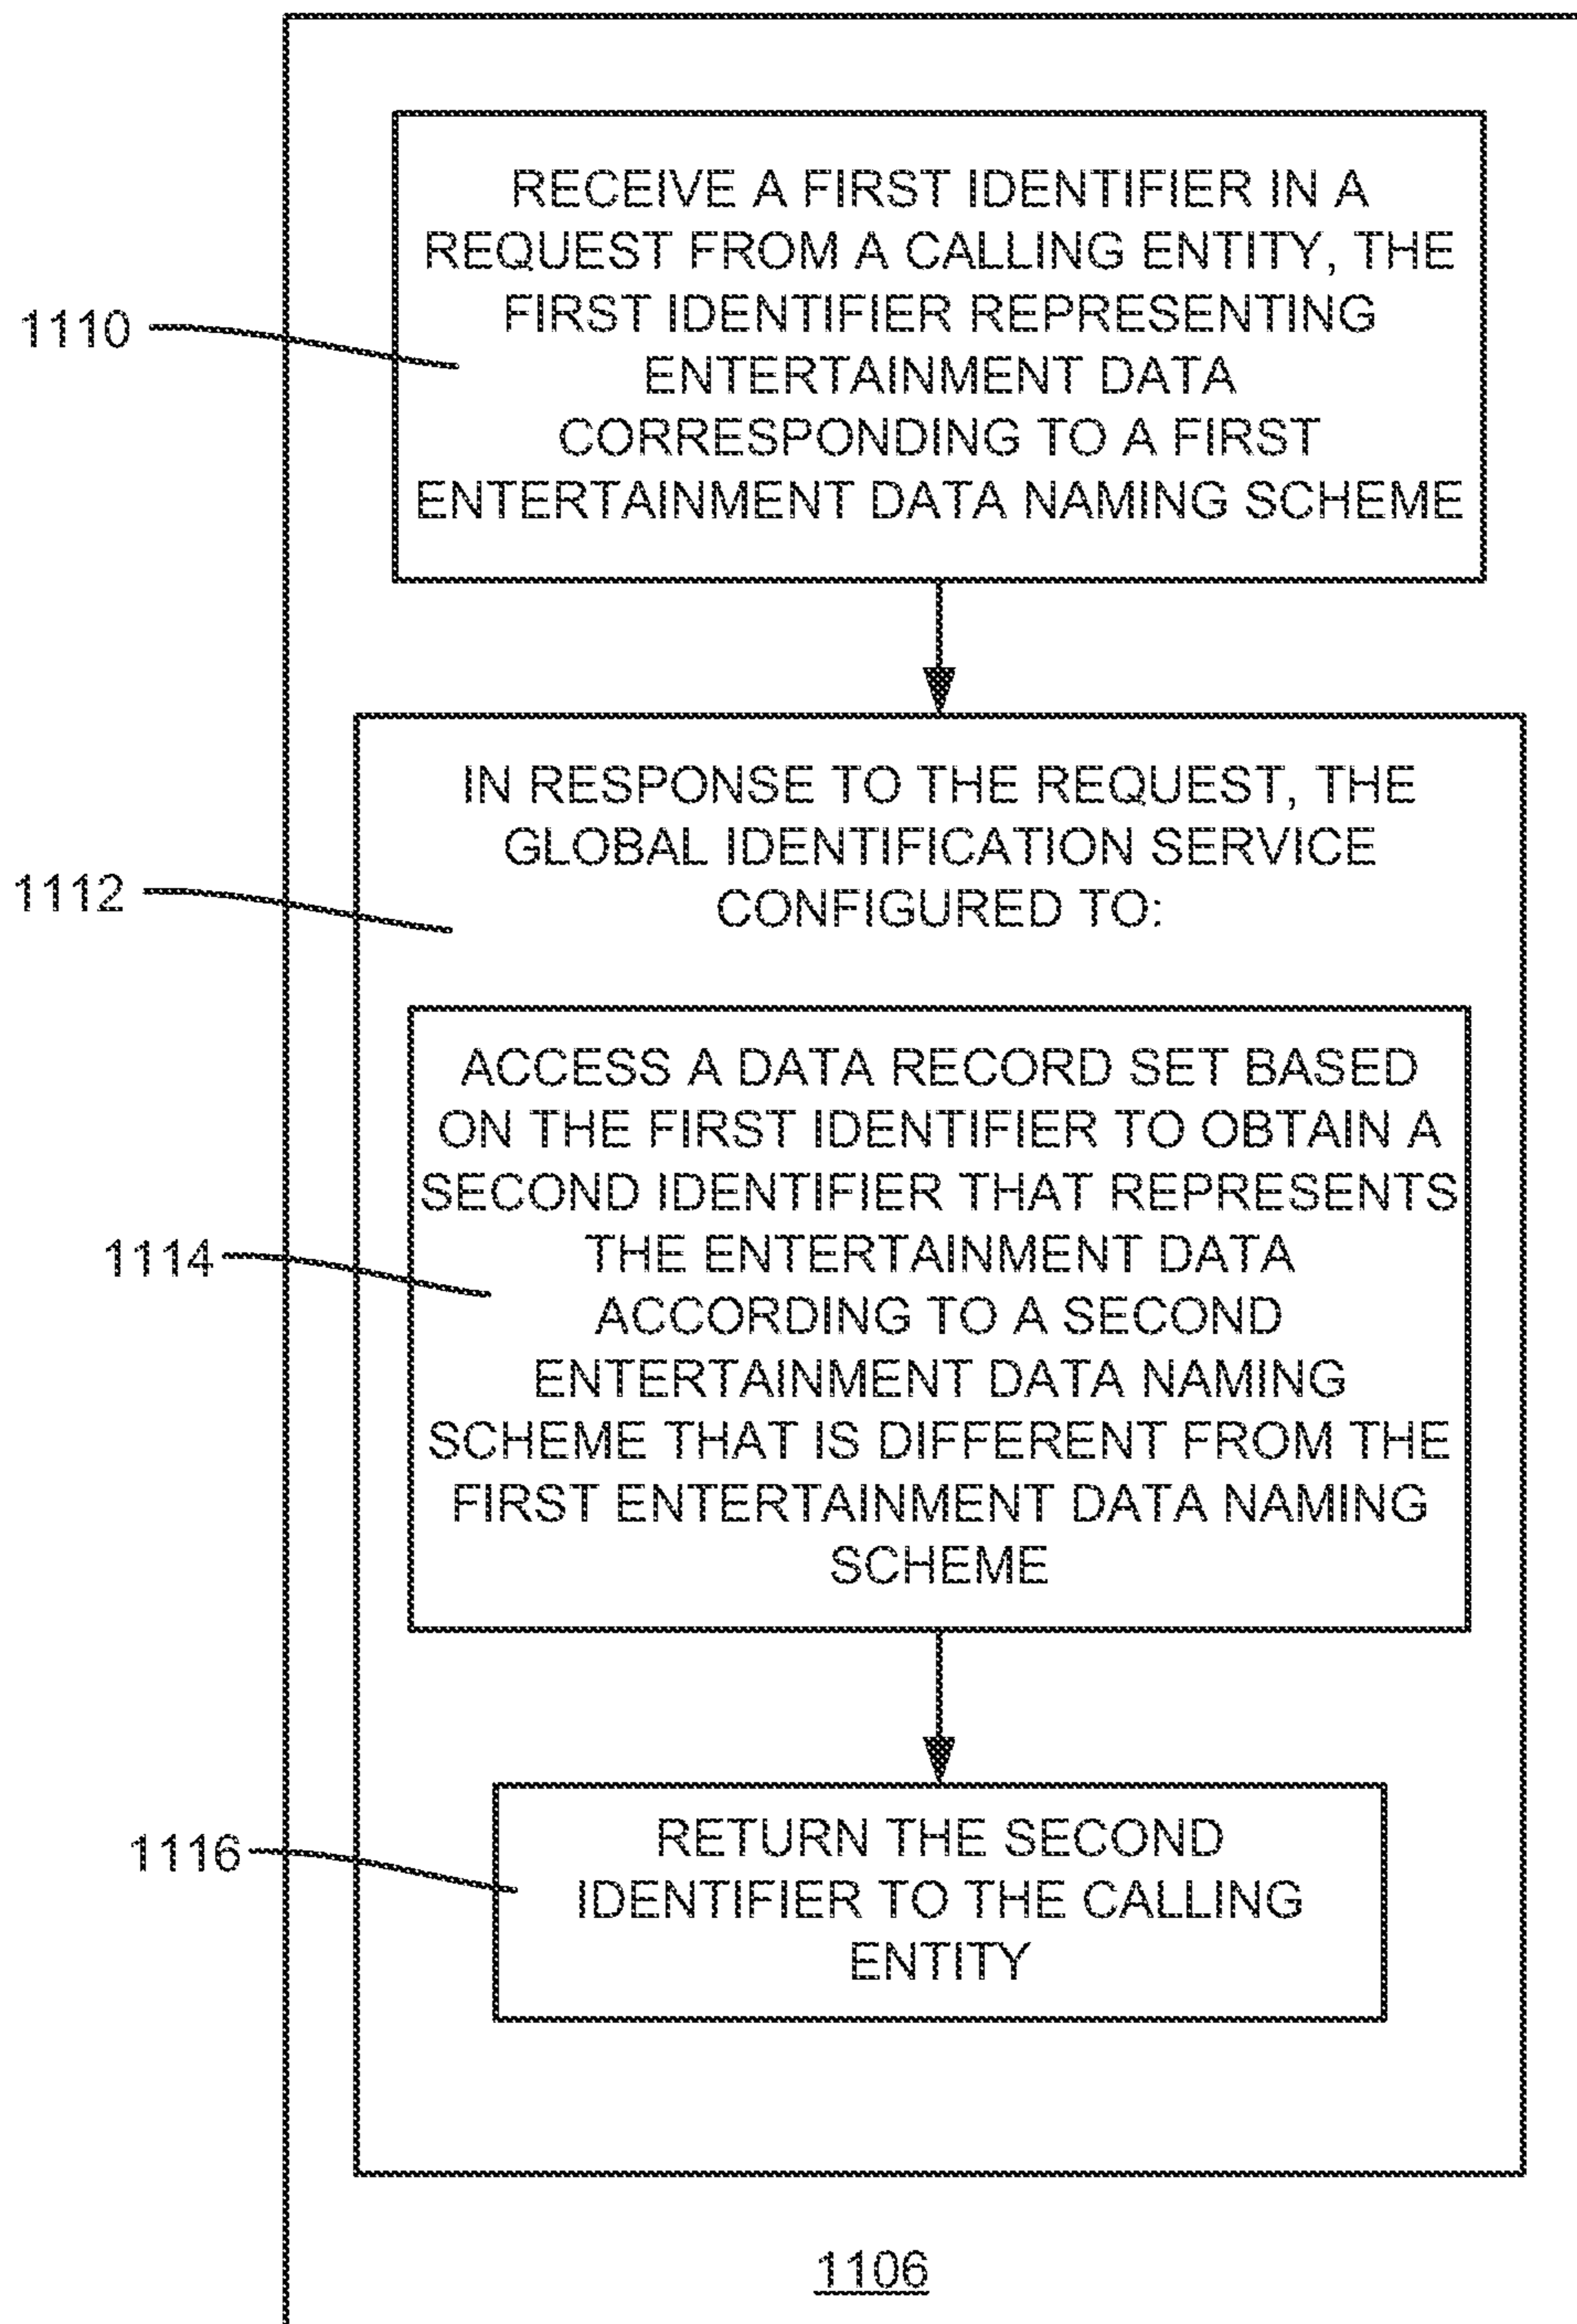 RECEIVE A FIRST IDENTIFIER IN A
REQUEST FROM A CALLING ENTITY, THE
FIRST IDENTIFIER REPRESENTING
ENTERTAINMENT DATA
CORRESPONDING TO A FIRST
ENTERTAINMENT DATA NAMING SCHEME
1110
IN RESPONSE TO THE REQUEST, THE
GLOBAL IDENTIFICATION SERVICE
CONFIGURED TO:
1112
ACCESS A DATA RECORD SET BASED
ON THE FIRST IDENTIFIER TO OBTAIN A
SECOND IDENTIFIER THAT REPRESENTS
THE ENTERTAINMENT DATA
ACCORDING TO A SECOND
ENTERTAINMENT DATA NAMING
SCHEME THAT IS DIFFERENT FROM THE
FIRST ENTERTAINMENT DATA NAMING
SCHEME
1114
RETURN THE SECOND
IDENTIFIER TO THE CALLING
ENTITY
1116
1106